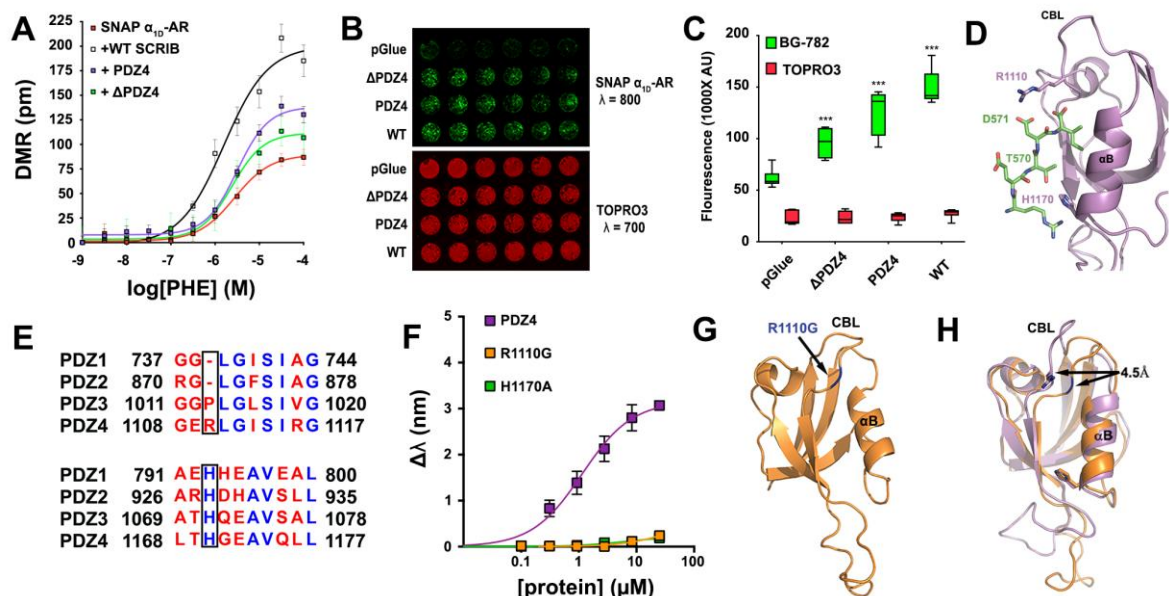 A
DMR (pm)
225
200
175
150
125
100
75
50
25
0
-9 -8 -7 -6 -5 -4
log[PHE] (M)
SNAP α1D-AR
+WT SCRIB
+ PDZ4
+ ΔPDZ4
B
pGlue
ΔPDZ4
PDZ4
WT
SNAP α1D-AR
λ = 800
pGlue
ΔPDZ4
PDZ4
WT
TOPRO3
λ = 700
C
Flourescence (1000X AU)
200
150
100
50
0
BG-782
TOPRO3
***
***
***
pGlue ΔPDZ4 PDZ4 WT
D
CBL
R1110
D571
T570
αB
H1170
E
PDZ1 737 GG-LGISIAG 744
PDZ2 870 RG-LGFSIAG 878
PDZ3 1011 GGPLGLSIVG 1020
PDZ4 1108 GERLGISIRG 1117
PDZ1 791 AEHHEAVEAL 800
PDZ2 926 ARHDHAVSLL 935
PDZ3 1069 ATHQEAVSAL 1078
PDZ4 1168 LTHGEAVQLL 1177
F
Δλ (nm)
4
3
2
1
0
PDZ4
R1110G
H1170A
0.1 1 10 100
[protein] (µM)
G
R1110G
CBL
αB
H
CBL
4.5Å
αB